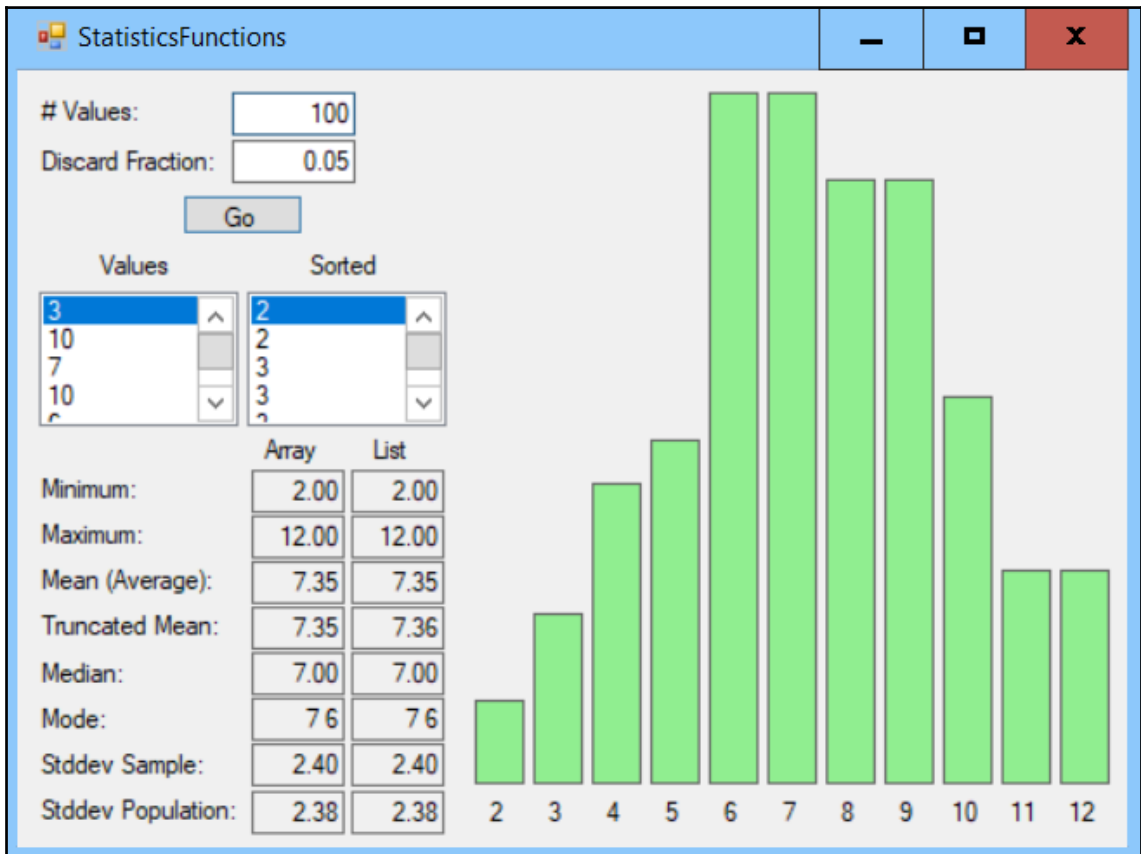 StatisticsFunctions
# Values: 100
Discard Fraction: 0.05
Go
Values Sorted
3 2
10 2
7 3
10 3
Array List
Minimum: 2.00 2.00
Maximum: 12.00 12.00
Mean (Average): 7.35 7.35
Truncated Mean: 7.35 7.36
Median: 7.00 7.00
Mode: 7 6 7 6
Stddev Sample: 2.40 2.40
Stddev Population: 2.38 2.38
2 3 4 5 6 7 8 9 10 11 12